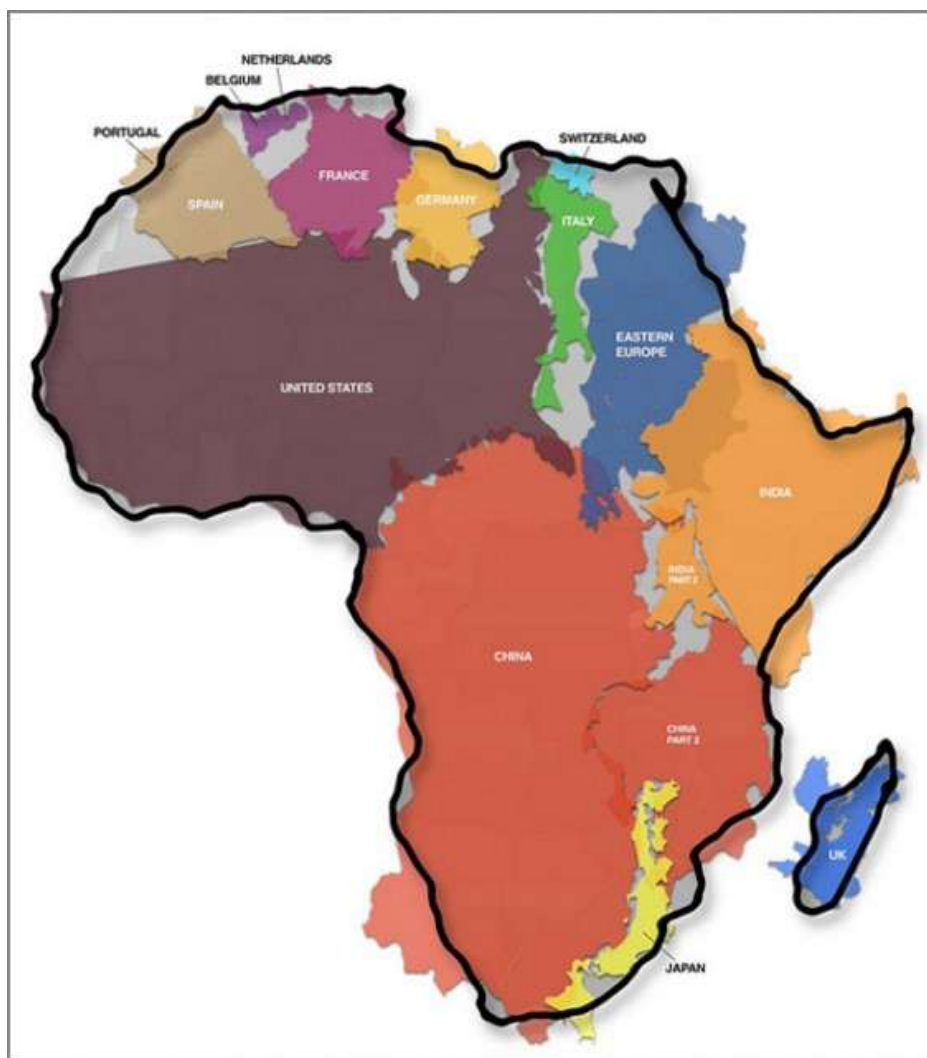 NETHERLANDS
BELGIUM
PORTUGAL
SWITZERLAND
FRANCE
SPAIN
GERMANY
ITALY
EASTERN
EUROPE
UNITED STATES
INDIA
INDIA
PART 2
CHINA
CHINA
PART 2
UK
JAPAN